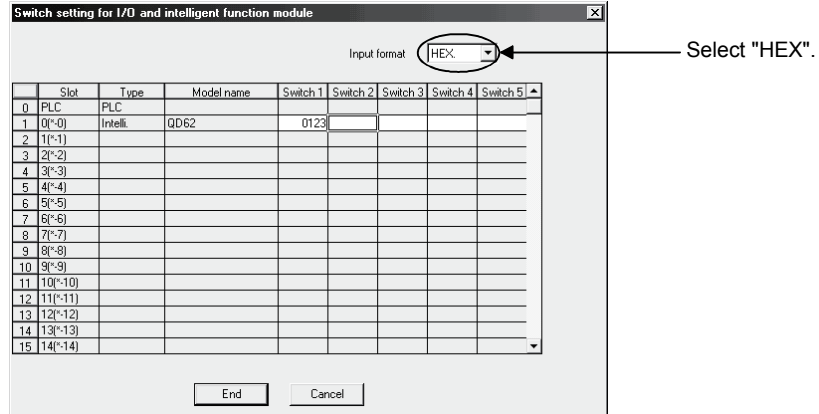 Switch setting for I/O and intelligent function module
Input format HEX. Select "HEX".
Slot Type Model name Switch 1 Switch 2 Switch 3 Switch 4 Switch 5
0 PLC PLC
1 0(*-0) Intelli. QD62 0123
2 1(*-1)
3 2(*-2)
4 3(*-3)
5 4(*-4)
6 5(*-5)
7 6(*-6)
8 7(*-7)
9 8(*-8)
10 9(*-9)
11 10(*-10)
12 11(*-11)
13 12(*-12)
14 13(*-13)
15 14(*-14)
End Cancel